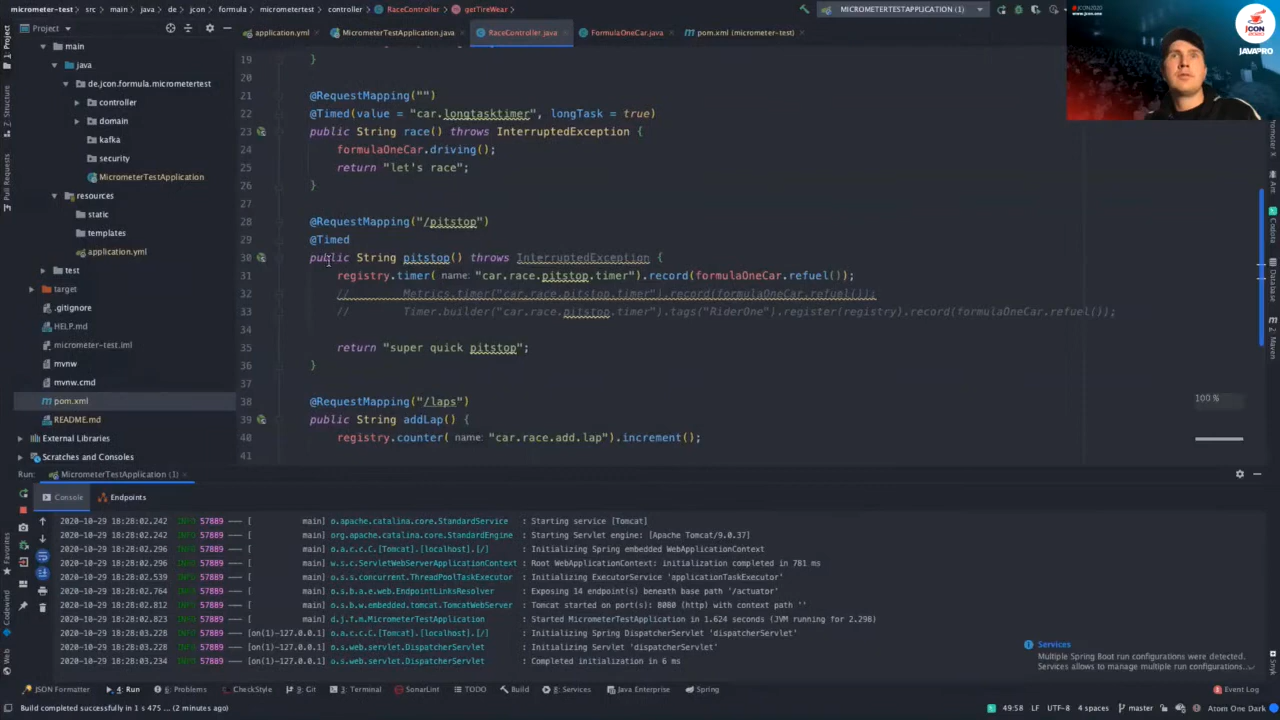 micrometer-test > src > main > java > de > jcon > formula > micrometertest > controller > RaceController > gerTireWear
MICROMETERTESTAPPLICATION (1)
JCON2020
www.jcon.one
JAVAPRO
Project
application.yml
MicrometerTestApplication.java
RaceController.java
FormulaOneCar.java
pom.xml (micrometer-test)
main
java
de.jcon.formula.micrometertest
controller
domain
kafka
security
MicrometerTestApplication
resources
static
templates
application.yml
test
target
.gitignore
HELP.md
micrometer-test.iml
mvnw
mvnw.cmd
pom.xml
README.md
External Libraries
Scratches and Consoles
1: Project
7: Structure
Pull Requests
19 }
20
21 @RequestMapping("")
22 @Timed(value = "car.longtasktimer", longTask = true)
23 public String race() throws InterruptedException {
24 formulaOneCar.driving();
25 return "let's race";
26 }
27
28 @RequestMapping("/pitstop")
29 @Timed
30 public String pitstop() throws InterruptedException {
31 registry.timer( name: "car.race.pitstop.timer").record(formulaOneCar.refuel());
32 // Metrics.timer("car.race.pitstop.timer").record(formulaOneCar.refuel());
33 // Timer.builder("car.race.pitstop.timer").tags("RiderOne").register(registry).record(formulaOneCar.refuel());
34
35 return "super quick pitstop";
36 }
37
38 @RequestMapping("/laps")
39 public String addLap() {
40 registry.counter( name: "car.race.add.lap").increment();
41
100 %
Ant
Codota
Database
Maven
Snyk
Run: MicrometerTestApplication (1)
Console
Endpoints
2020-10-29 18:28:02.242 INFO 57889 --- [ main] o.apache.catalina.core.StandardService : Starting service [Tomcat]
2020-10-29 18:28:02.242 INFO 57889 --- [ main] org.apache.catalina.core.StandardEngine : Starting Servlet engine: [Apache Tomcat/9.0.37]
2020-10-29 18:28:02.296 INFO 57889 --- [ main] o.a.c.c.C.[Tomcat].[localhost].[/] : Initializing Spring embedded WebApplicationContext
2020-10-29 18:28:02.296 INFO 57889 --- [ main] w.s.c.ServletWebServerApplicationContext : Root WebApplicationContext: initialization completed in 781 ms
2020-10-29 18:28:02.539 INFO 57889 --- [ main] o.s.s.concurrent.ThreadPoolTaskExecutor : Initializing ExecutorService 'applicationTaskExecutor'
2020-10-29 18:28:02.764 INFO 57889 --- [ main] o.s.b.a.e.web.EndpointLinksResolver : Exposing 14 endpoint(s) beneath base path '/actuator'
2020-10-29 18:28:02.805 INFO 57889 --- [ main] o.s.b.w.embedded.tomcat.TomcatWebServer : Tomcat started on port(s): 8080 (http) with context path ''
2020-10-29 18:28:02.823 INFO 57889 --- [ main] d.j.f.m.MicrometerTestApplication : Started MicrometerTestApplication in 1.624 seconds (JVM running for 2.298)
2020-10-29 18:28:03.228 INFO 57889 --- [on(1)-127.0.0.1] o.a.c.c.C.[Tomcat].[localhost].[/] : Initializing Spring DispatcherServlet 'dispatcherServlet'
2020-10-29 18:28:03.228 INFO 57889 --- [on(1)-127.0.0.1] o.s.web.servlet.DispatcherServlet : Initializing Servlet 'dispatcherServlet'
2020-10-29 18:28:03.234 INFO 57889 --- [on(1)-127.0.0.1] o.s.web.servlet.DispatcherServlet : Completed initialization in 6 ms
Favorites
Codewind
Web
Services
Multiple Spring Boot run configurations were detected.
Services allows to manage multiple run configurations...
JSON Formatter
4: Run
6: Problems
CheckStyle
9: Git
3: Terminal
SonarLint
TODO
Build
8: Services
Java Enterprise
Spring
Event Log
Build completed successfully in 1 s 475 ... (2 minutes ago)
49:58 LF UTF-8 4 spaces master Atom One Dark